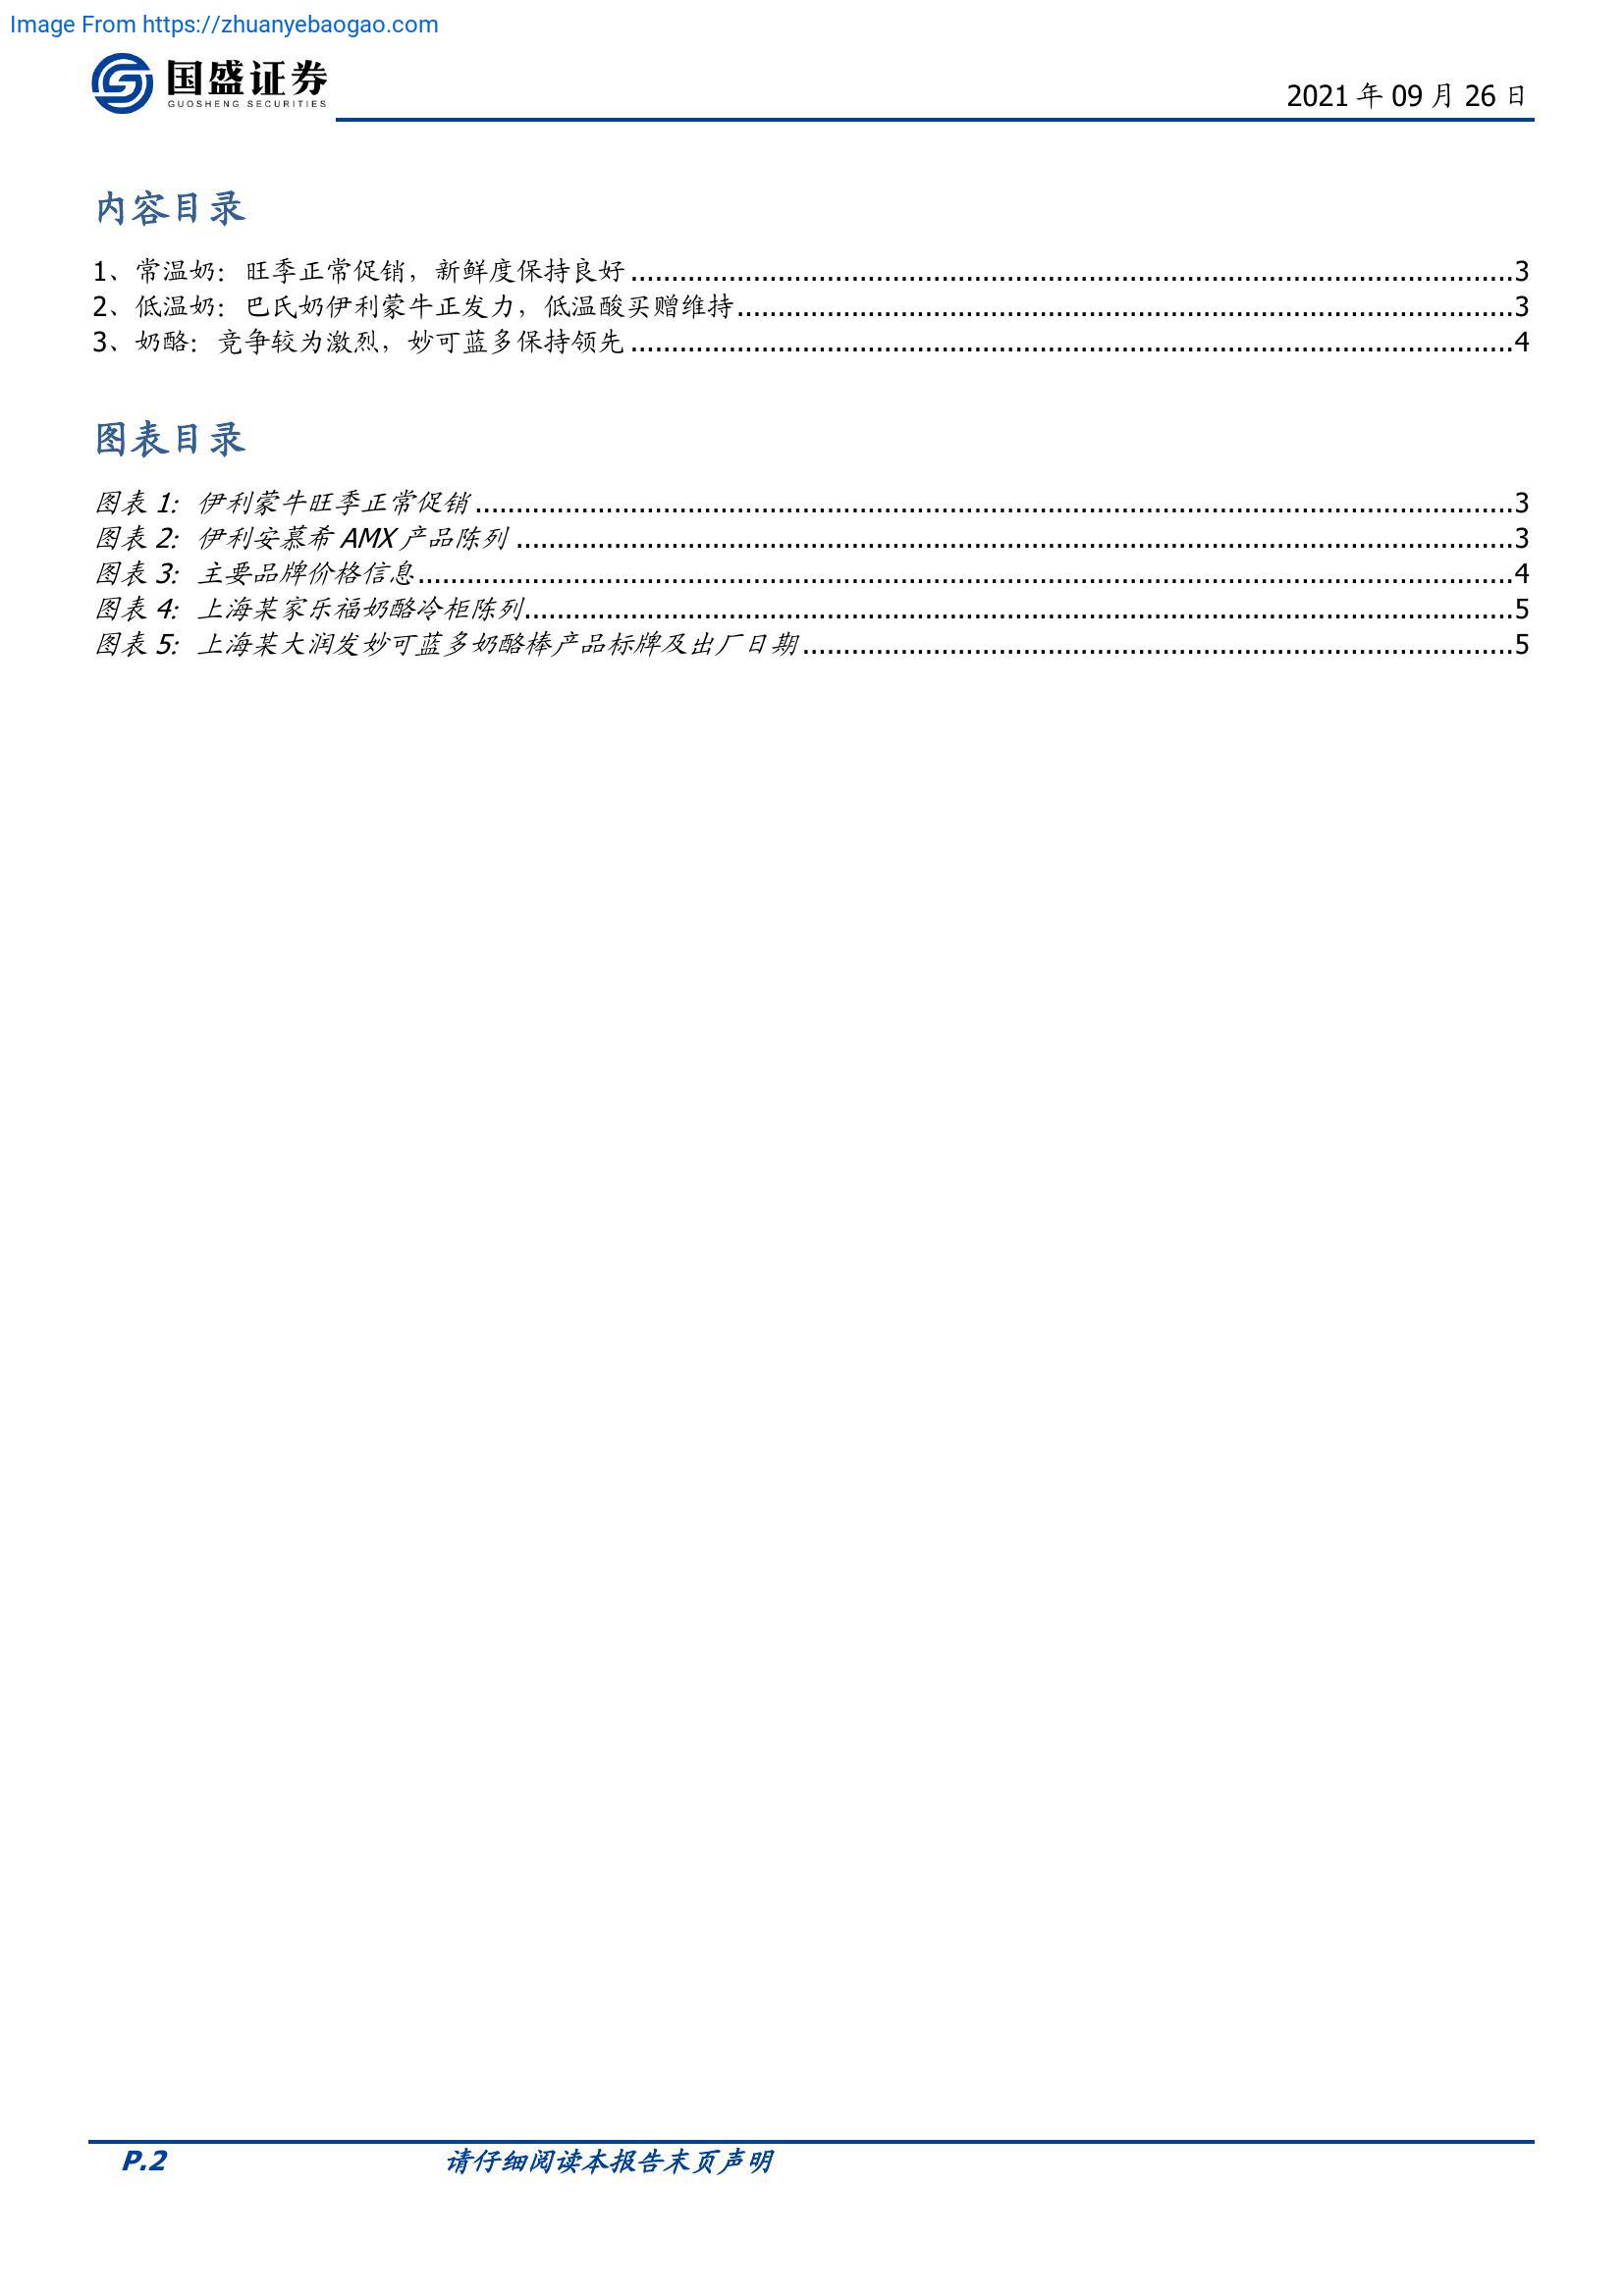 Image From https://zhuanyebaogao.com
国盛证券
GUOSHENG SECURITIES
2021 年 09 月 26 日
内容目录
1、常温奶：旺季正常促销，新鲜度保持良好..........3
2、低温奶：巴氏奶伊利蒙牛正发力，低温酸买赠维持..........3
3、奶酪：竞争较为激烈，妙可蓝多保持领先..........4
图表目录
图表 1：伊利蒙牛旺季正常促销..........3
图表 2：伊利安慕希 AMX 产品陈列..........3
图表 3：主要品牌价格信息..........4
图表 4：上海某家乐福奶酪冷柜陈列..........5
图表 5：上海某大润发妙可蓝多奶酪棒产品标牌及出厂日期..........5
P.2 请仔细阅读本报告末页声明